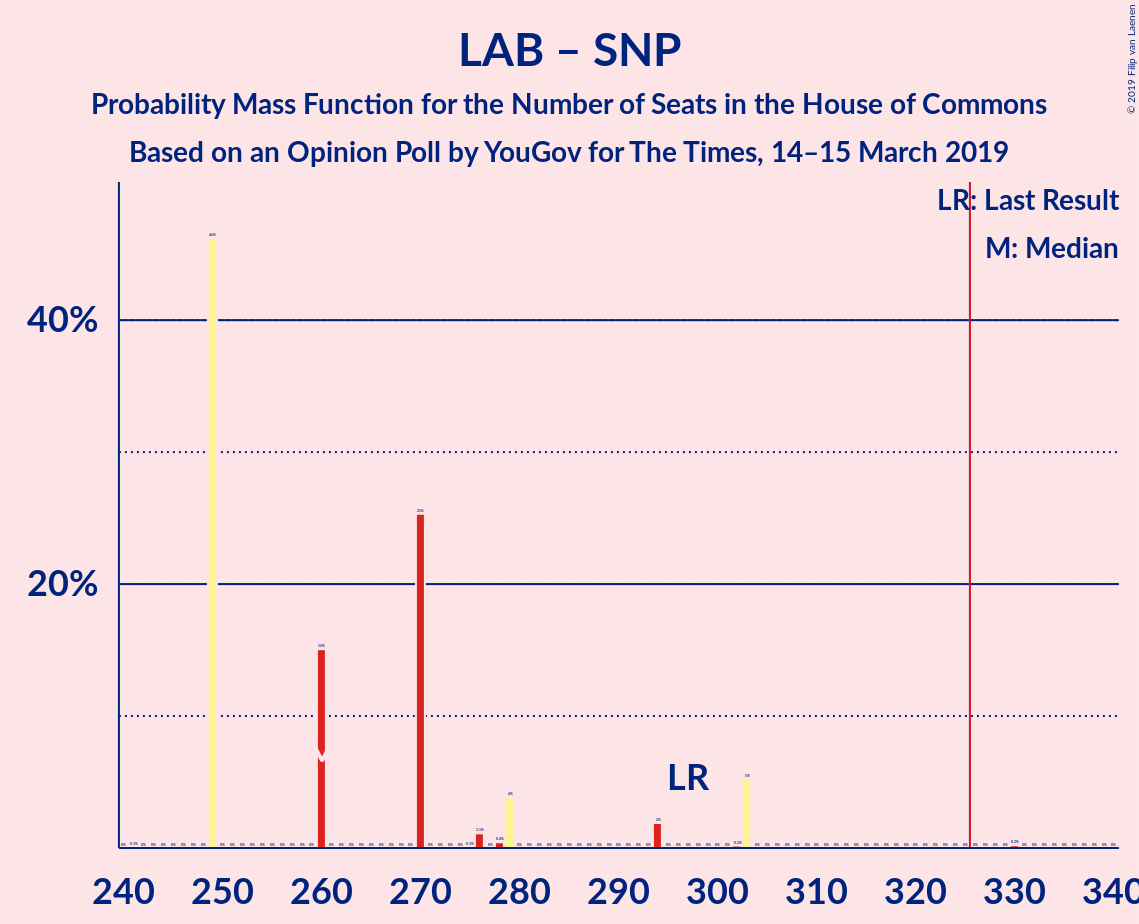 LAB – SNP
Probability Mass Function for the Number of Seats in the House of Commons
Based on an Opinion Poll by YouGov for The Times, 14–15 March 2019
© 2019 Filip van Laenen
LR: Last Result
M: Median
40%
20%
LR
240 250 260 270 280 290 300 310 320 330 340